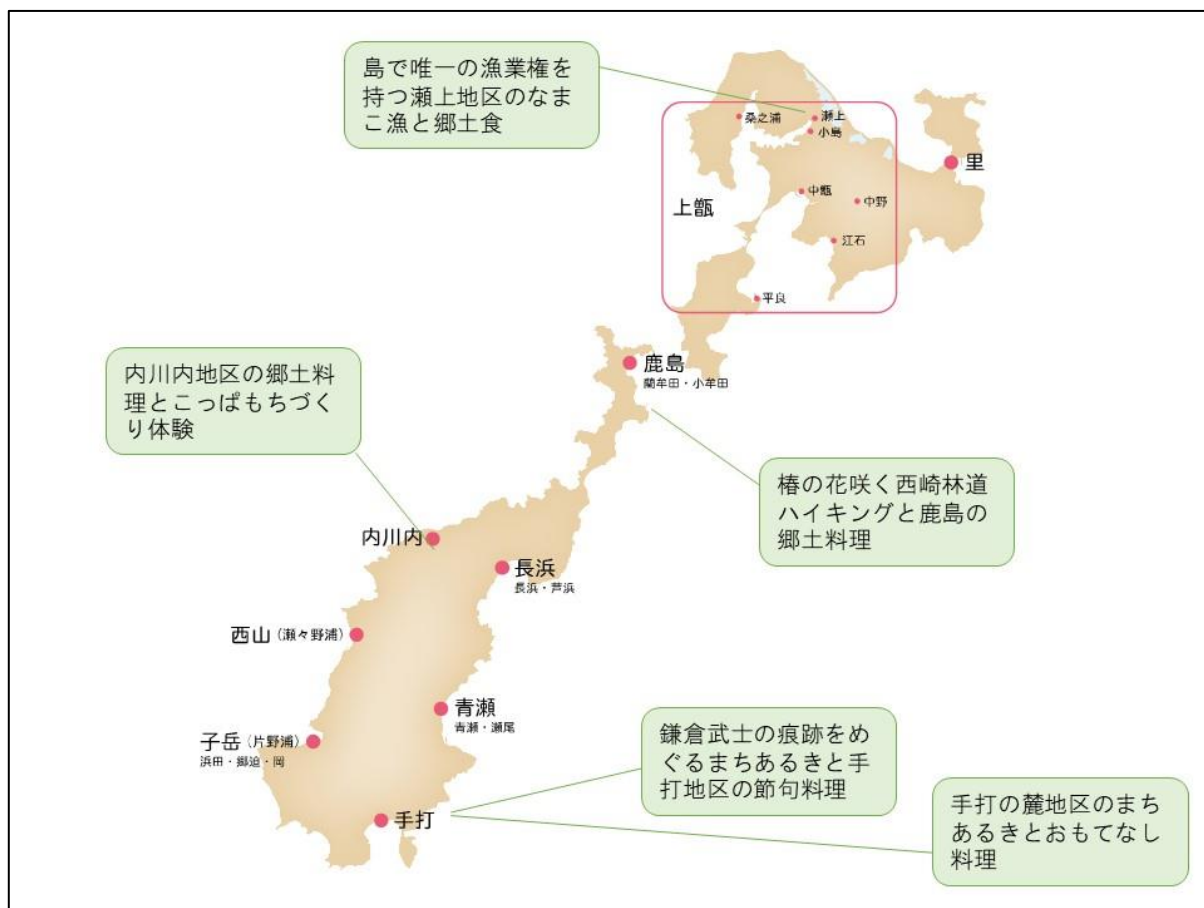 島で唯一の漁業権を
持つ瀬上地区のなま
こ漁と郷土食
桑之浦
瀬上
小島
里
中甑
中野
上甑
江石
平良
鹿島
藺牟田・小牟田
内川内地区の郷土料
理とこっぱもちづく
り体験
椿の花咲く西崎林道
ハイキングと鹿島の
郷土料理
内川内
長浜
長浜・芦浜
西山（瀬々野浦）
青瀬
青瀬・瀬尾
子岳（片野浦）
浜田・郷迫・岡
鎌倉武士の痕跡をめ
ぐるまちあるきと手
打地区の節句料理
手打
手打の麓地区のまち
あるきとおもてなし
料理